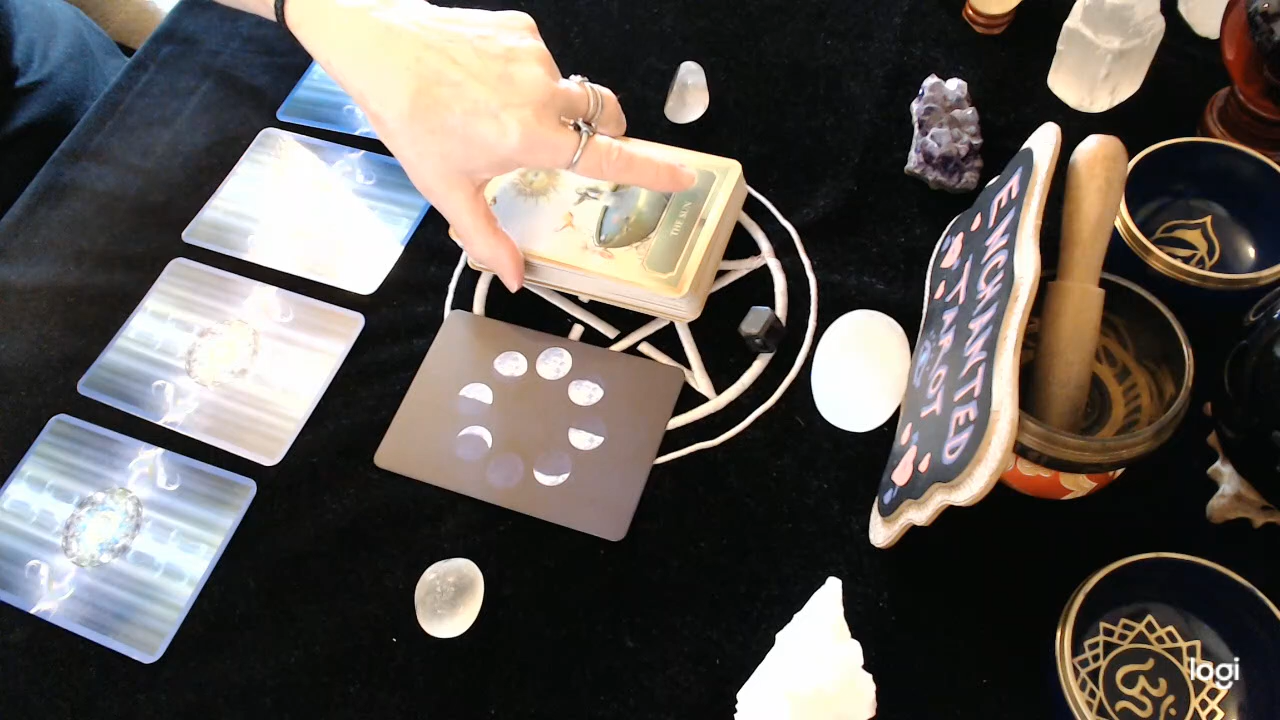 THE SUN
ENCHANTED
TAROT
ॐ
logi